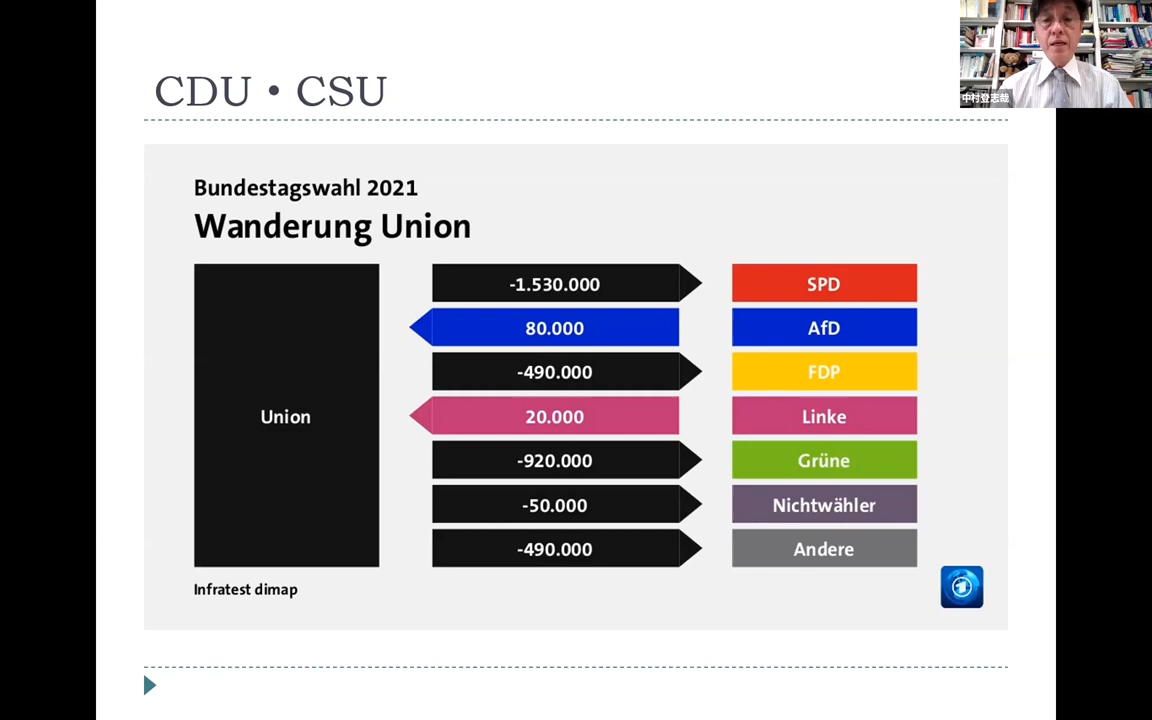 CDU・CSU
中村登志哉
Bundestagswahl 2021
Wanderung Union
Union
-1.530.000 SPD
80.000 AfD
-490.000 FDP
20.000 Linke
-920.000 Grüne
-50.000 Nichtwähler
-490.000 Andere
Infratest dimap